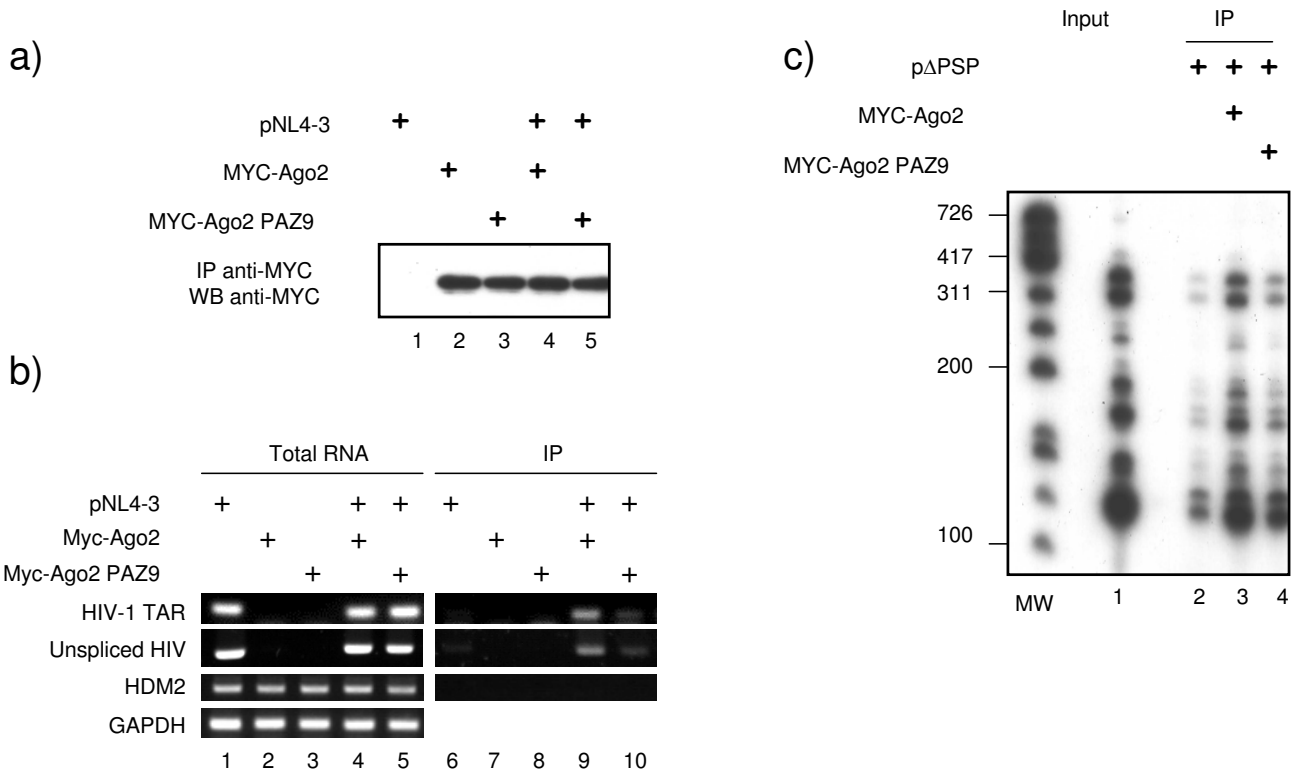 a)
pNL4-3 + + +
MYC-Ago2 + +
MYC-Ago2 PAZ9 + +
IP anti-MYC
WB anti-MYC
1 2 3 4 5
b)
Total RNA IP
pNL4-3 + + + + + +
Myc-Ago2 + + + +
Myc-Ago2 PAZ9 + + + +
HIV-1 TAR
Unspliced HIV
HDM2
GAPDH
1 2 3 4 5 6 7 8 9 10
c)
Input IP
pΔPSP + + +
MYC-Ago2 +
MYC-Ago2 PAZ9 +
726
417
311
200
100
MW 1 2 3 4